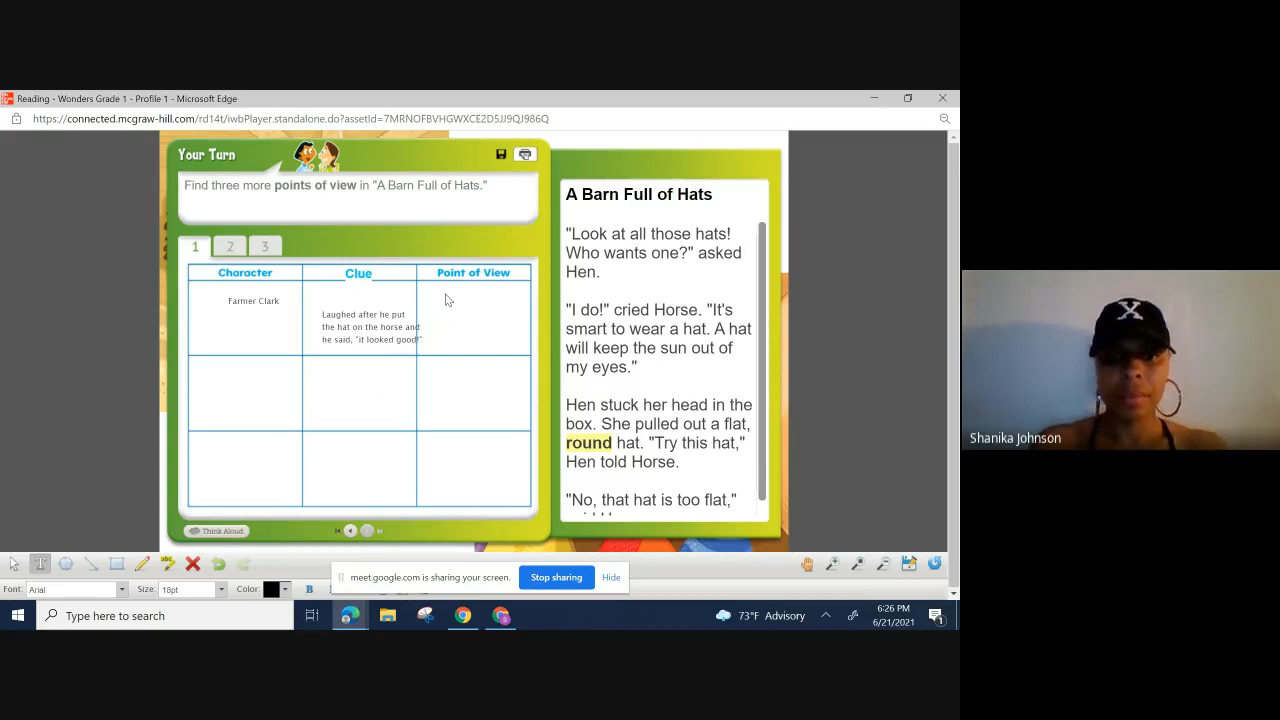 Reading - Wonders Grade 1 - Profile 1 - Microsoft Edge
https://connected.mcgraw-hill.com/rd14t/iwbPlayer.standalone.do?assetId=7MRNOFBVHGWXCE2D5JJ9QJ986Q
Your Turn
Find three more points of view in "A Barn Full of Hats."
1 2 3
Character Clue Point of View
Farmer Clark
Laughed after he put
the hat on the horse and
he said, "it looked good!"
Think Aloud
A Barn Full of Hats
"Look at all those hats!
Who wants one?" asked
Hen.
"I do!" cried Horse. "It's
smart to wear a hat. A hat
will keep the sun out of
my eyes."
Hen stuck her head in the
box. She pulled out a flat,
round hat. "Try this hat,"
Hen told Horse.
"No, that hat is too flat,"
X
Shanika Johnson
T
abc
Font: Arial Size: 18pt Color: B
meet.google.com is sharing your screen. Stop sharing Hide
Type here to search
73°F Advisory
6:26 PM
6/21/2021
1